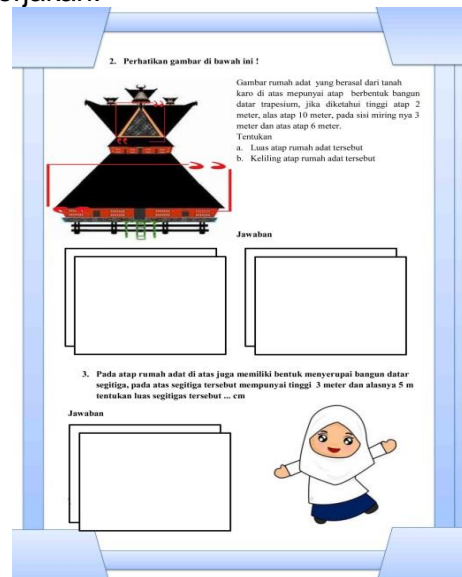 2. Perhatikan gambar di bawah ini !
Gambar rumah adat yang berasal dari tanah
karo di atas mepunyai atap berbentuk bangun
datar trapesium, jika diketahui tinggi atap 2
meter, alas atap 10 meter, pada sisi miring nya 3
meter dan atas atap 6 meter.
Tentukan
a. Luas atap rumah adat tersebut
b. Keliling atap rumah adat tersebut
Jawaban
3. Pada atap rumah adat di atas juga memiliki bentuk menyerupai bangun datar
segitiga, pada atas segitiga tersebut mempunyai tinggi 3 meter dan alasnya 5 m
tentukan luas segitigas tersebut ... cm
Jawaban